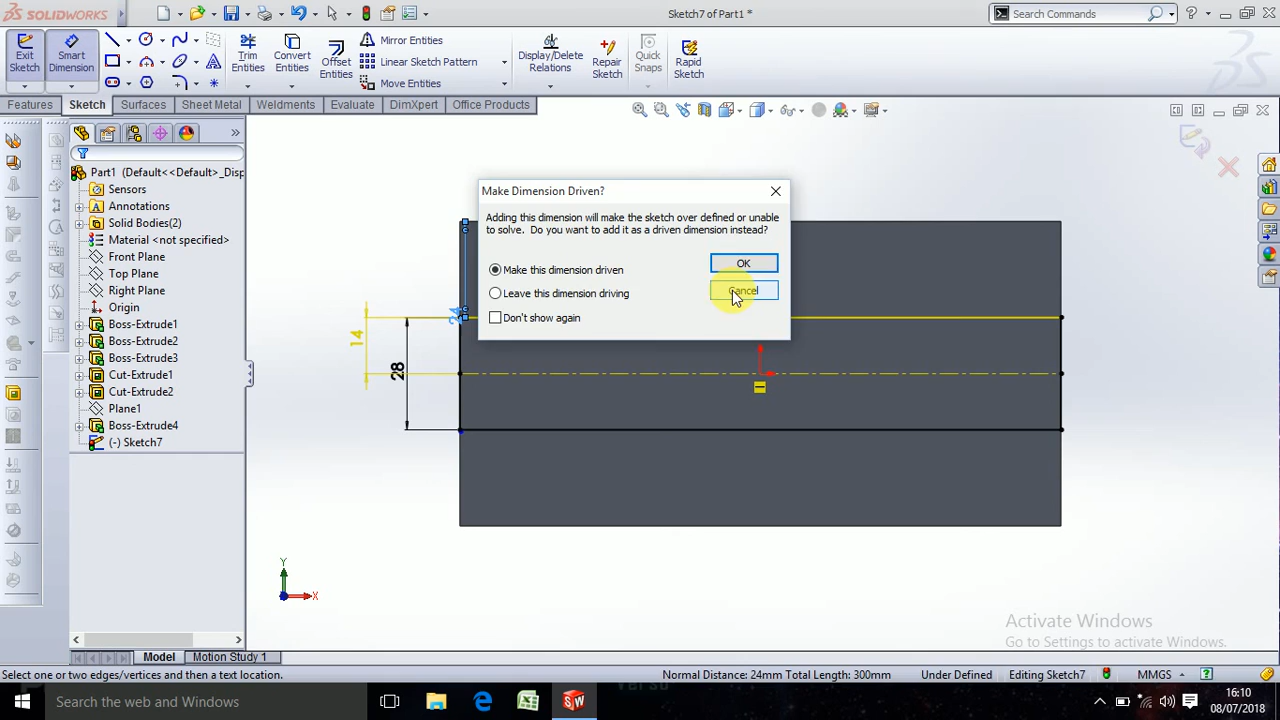 SOLIDWORKS
Sketch7 of Part1 *
Search Commands
Exit Sketch
Smart Dimension
Trim Entities
Convert Entities
Offset Entities
Mirror Entities
Linear Sketch Pattern
Move Entities
Display/Delete Relations
Repair Sketch
Quick Snaps
Rapid Sketch
Features
Sketch
Surfaces
Sheet Metal
Weldments
Evaluate
DimXpert
Office Products
Part1 (Default<<Default>_Disp
Sensors
Annotations
Solid Bodies(2)
Material <not specified>
Front Plane
Top Plane
Right Plane
Origin
Boss-Extrude1
Boss-Extrude2
Boss-Extrude3
Cut-Extrude1
Cut-Extrude2
Plane1
Boss-Extrude4
(-) Sketch7
Make Dimension Driven?
Adding this dimension will make the sketch over defined or unable
to solve. Do you want to add it as a driven dimension instead?
Make this dimension driven
Leave this dimension driving
Don't show again
OK
Cancel
24
14
28
Y
X
Activate Windows
Go to Settings to activate Windows.
Model
Motion Study 1
Select one or two edges/vertices and then a text location.
Normal Distance: 24mm Total Length: 300mm
Under Defined
Editing Sketch7
MMGS
Search the web and Windows
16:10
08/07/2018